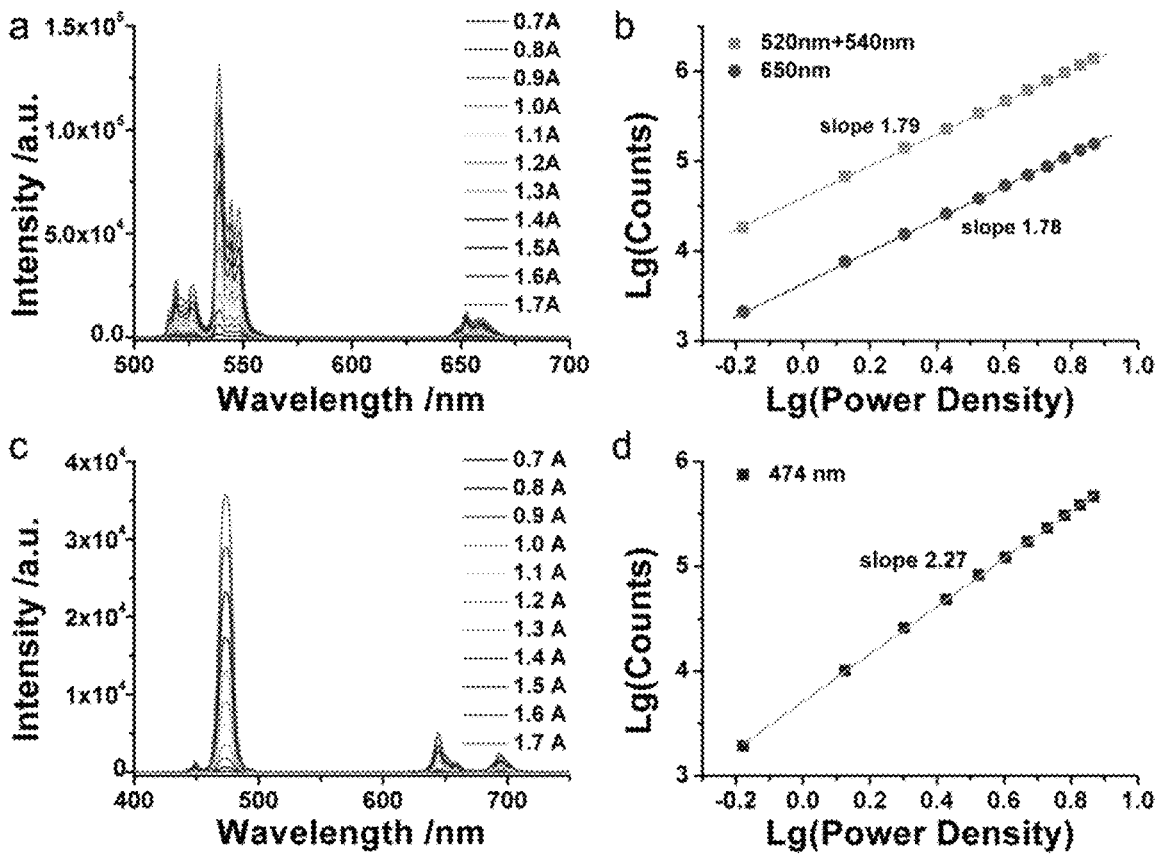 a
1.5x10⁵
1.0x10⁵
5.0x10⁴
0.0
Intensity /a.u.
500 550 600 650 700
Wavelength /nm
0.7A
0.8A
0.9A
1.0A
1.1A
1.2A
1.3A
1.4A
1.5A
1.6A
1.7A
b
520nm+540nm
650nm
slope 1.79
slope 1.78
6
5
4
3
Lg(Counts)
-0.2 0.0 0.2 0.4 0.6 0.8 1.0
Lg(Power Density)
c
4x10⁴
3x10⁴
2x10⁴
1x10⁴
0
Intensity /a.u.
400 500 600 700
Wavelength /nm
0.7 A
0.8 A
0.9 A
1.0 A
1.1 A
1.2 A
1.3 A
1.4 A
1.5 A
1.6 A
1.7 A
d
474 nm
slope 2.27
6
5
4
3
Lg(Counts)
-0.2 0.0 0.2 0.4 0.6 0.8 1.0
Lg(Power Density)